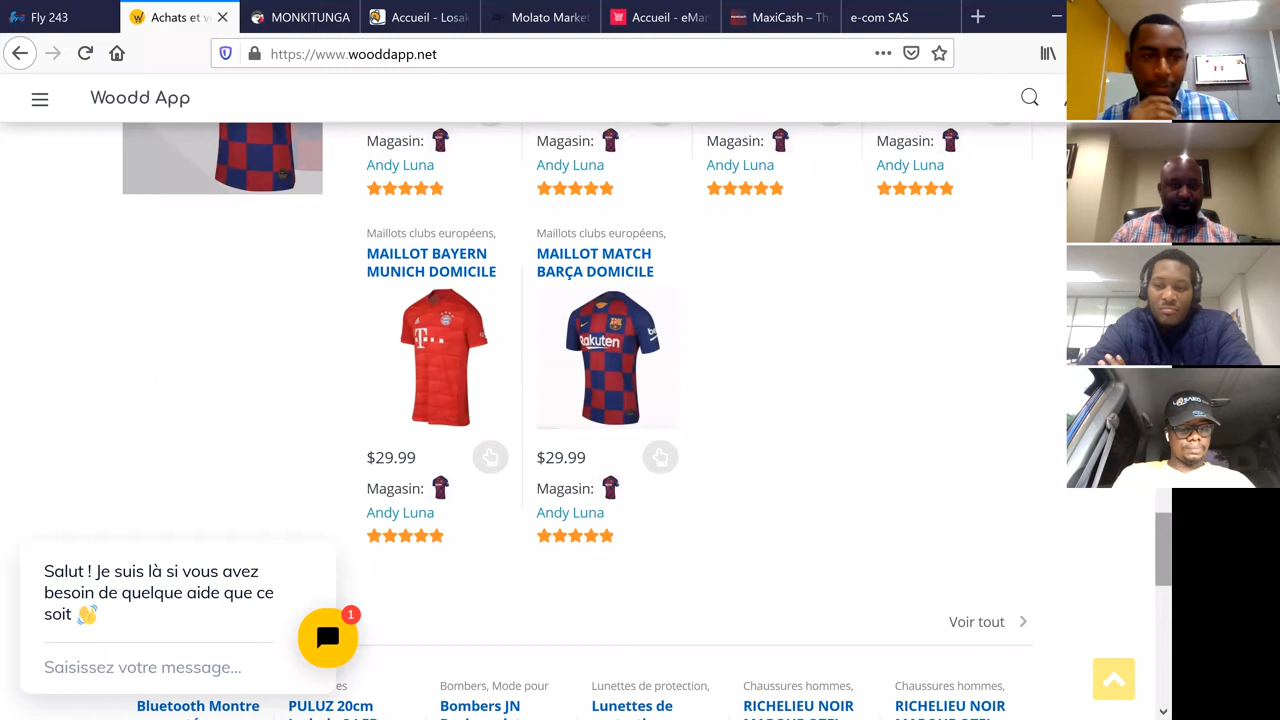 Fly 243
Achats et v
MONKITUNGA
Accueil - Losa
Molato Market
Accueil - eMar
MaxiCash – Th
e-com SAS
https://www.wooddapp.net
Woodd App
Magasin:
Magasin:
Magasin:
Magasin:
Andy Luna
Andy Luna
Andy Luna
Andy Luna
Maillots clubs européens,
MAILLOT BAYERN
MUNICH DOMICILE
$29.99
Magasin:
Andy Luna
Maillots clubs européens,
MAILLOT MATCH
BARÇA DOMICILE
Rakuten
$29.99
Magasin:
Andy Luna
Salut ! Je suis là si vous avez
besoin de quelque aide que ce
soit 👋
1
Saisissez votre message...
Voir tout
Bluetooth Montre
PULUZ 20cm
Bombers, Mode pour
Bombers JN
Lunettes de protection,
Lunettes de
Chaussures hommes,
RICHELIEU NOIR
Chaussures hommes,
RICHELIEU NOIR